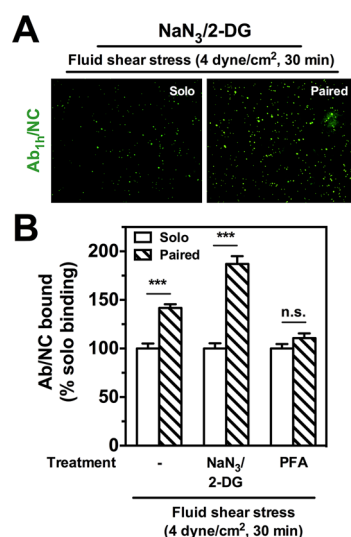 A
NaN3/2-DG
Fluid shear stress (4 dyne/cm2, 30 min)
Solo
Paired
Ab1h/NC
B
Ab/NC bound
(% solo binding)
200
150
100
50
0
Solo
Paired
***
***
n.s.
Treatment
-
NaN3/
2-DG
PFA
Fluid shear stress
(4 dyne/cm2, 30 min)